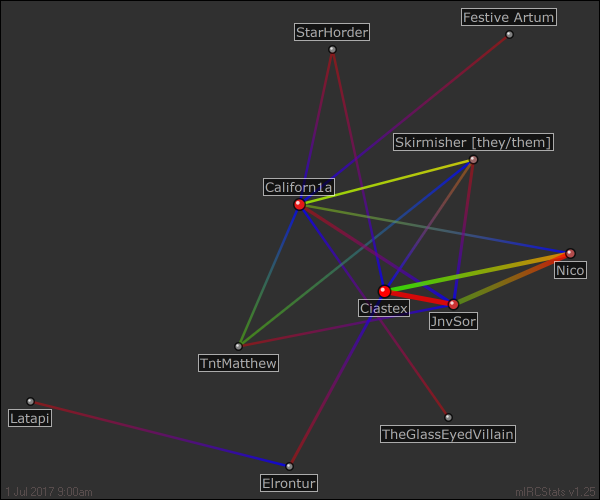 Festive Artum
StarHorder
Skirmisher [they/them]
Californ1a
Nico
Ciastex
JnvSor
TntMatthew
Latapi
TheGlassEyedVillain
Elrontur
1 Jul 2017 9:00am
mIRCStats v1.25